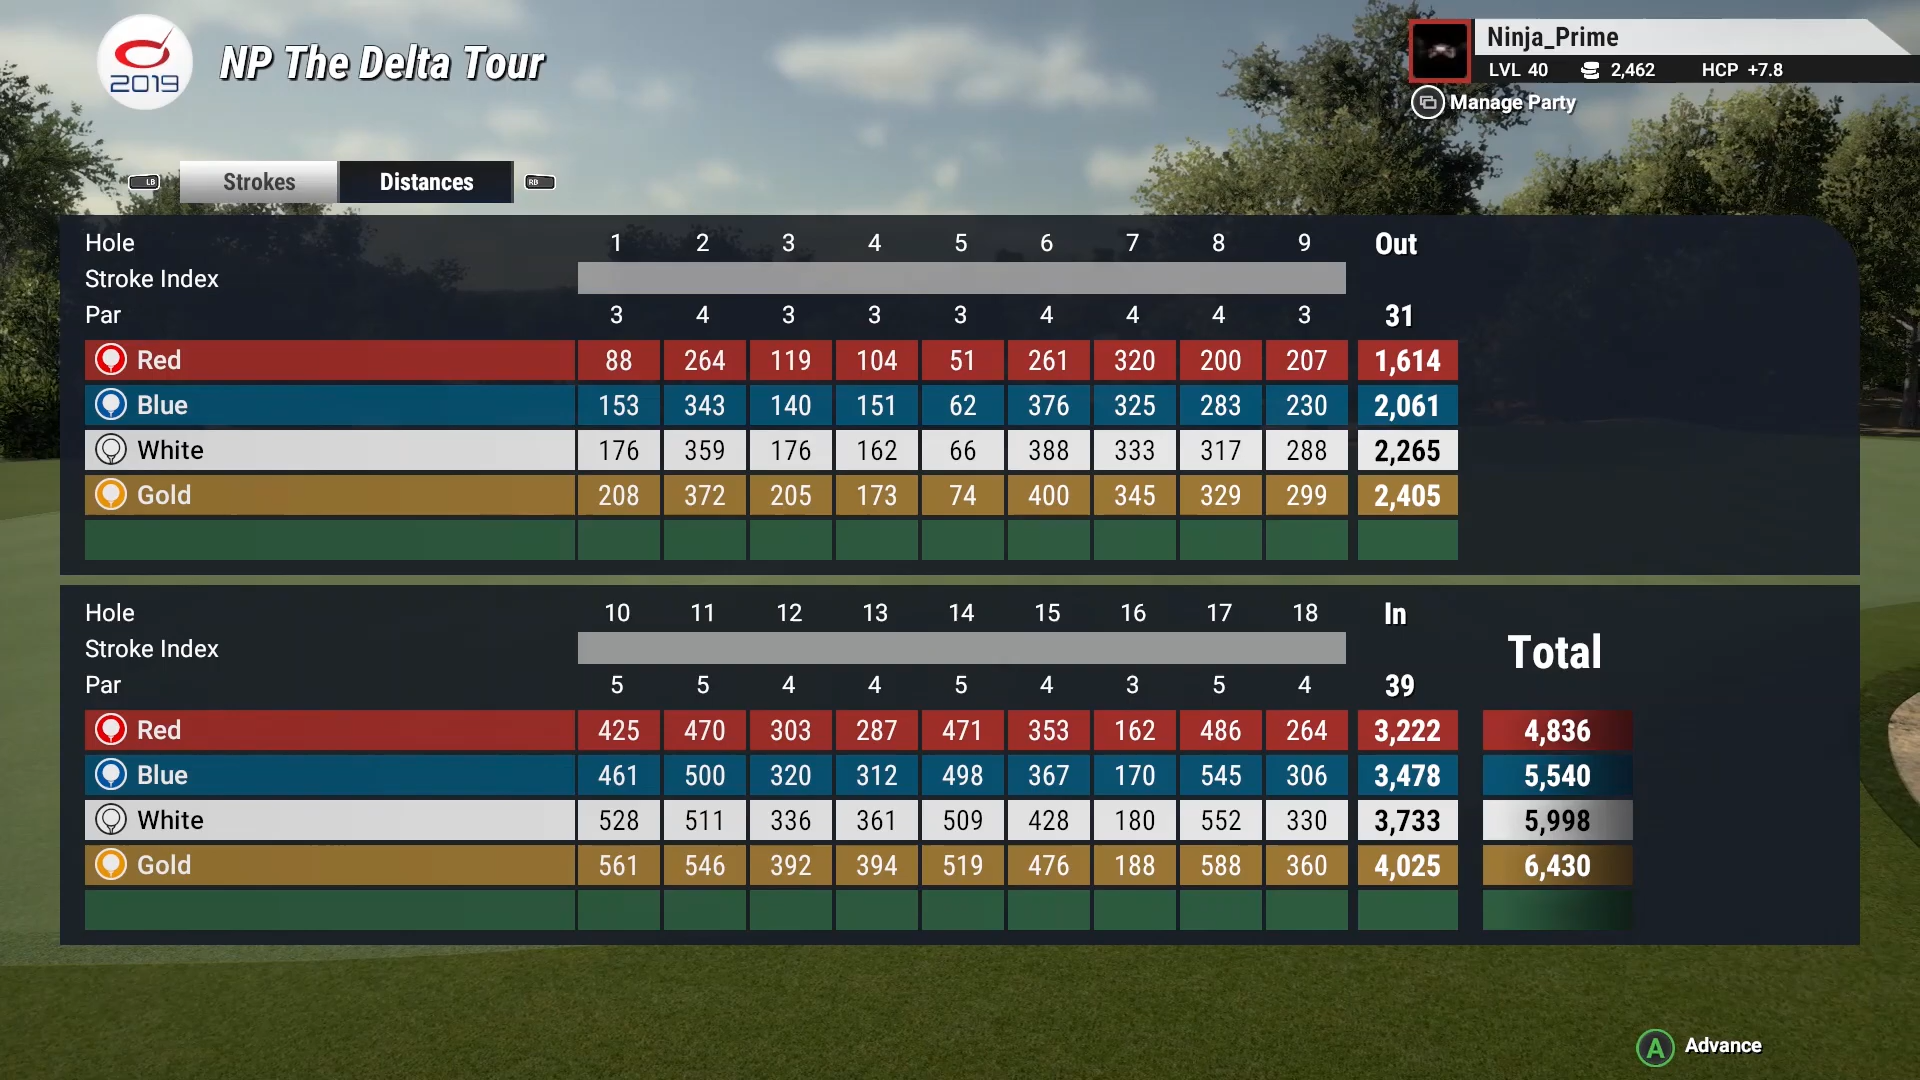 2019
NP The Delta Tour
Ninja_Prime
LVL 40 2,462 HCP +7.8
Manage Party
LB Strokes Distances RB
Hole 1 2 3 4 5 6 7 8 9 Out
Stroke Index
Par 3 4 3 3 3 4 4 4 3 31
Red 88 264 119 104 51 261 320 200 207 1,614
Blue 153 343 140 151 62 376 325 283 230 2,061
White 176 359 176 162 66 388 333 317 288 2,265
Gold 208 372 205 173 74 400 345 329 299 2,405
Hole 10 11 12 13 14 15 16 17 18 In
Stroke Index Total
Par 5 5 4 4 5 4 3 5 4 39
Red 425 470 303 287 471 353 162 486 264 3,222 4,836
Blue 461 500 320 312 498 367 170 545 306 3,478 5,540
White 528 511 336 361 509 428 180 552 330 3,733 5,998
Gold 561 546 392 394 519 476 188 588 360 4,025 6,430
A Advance